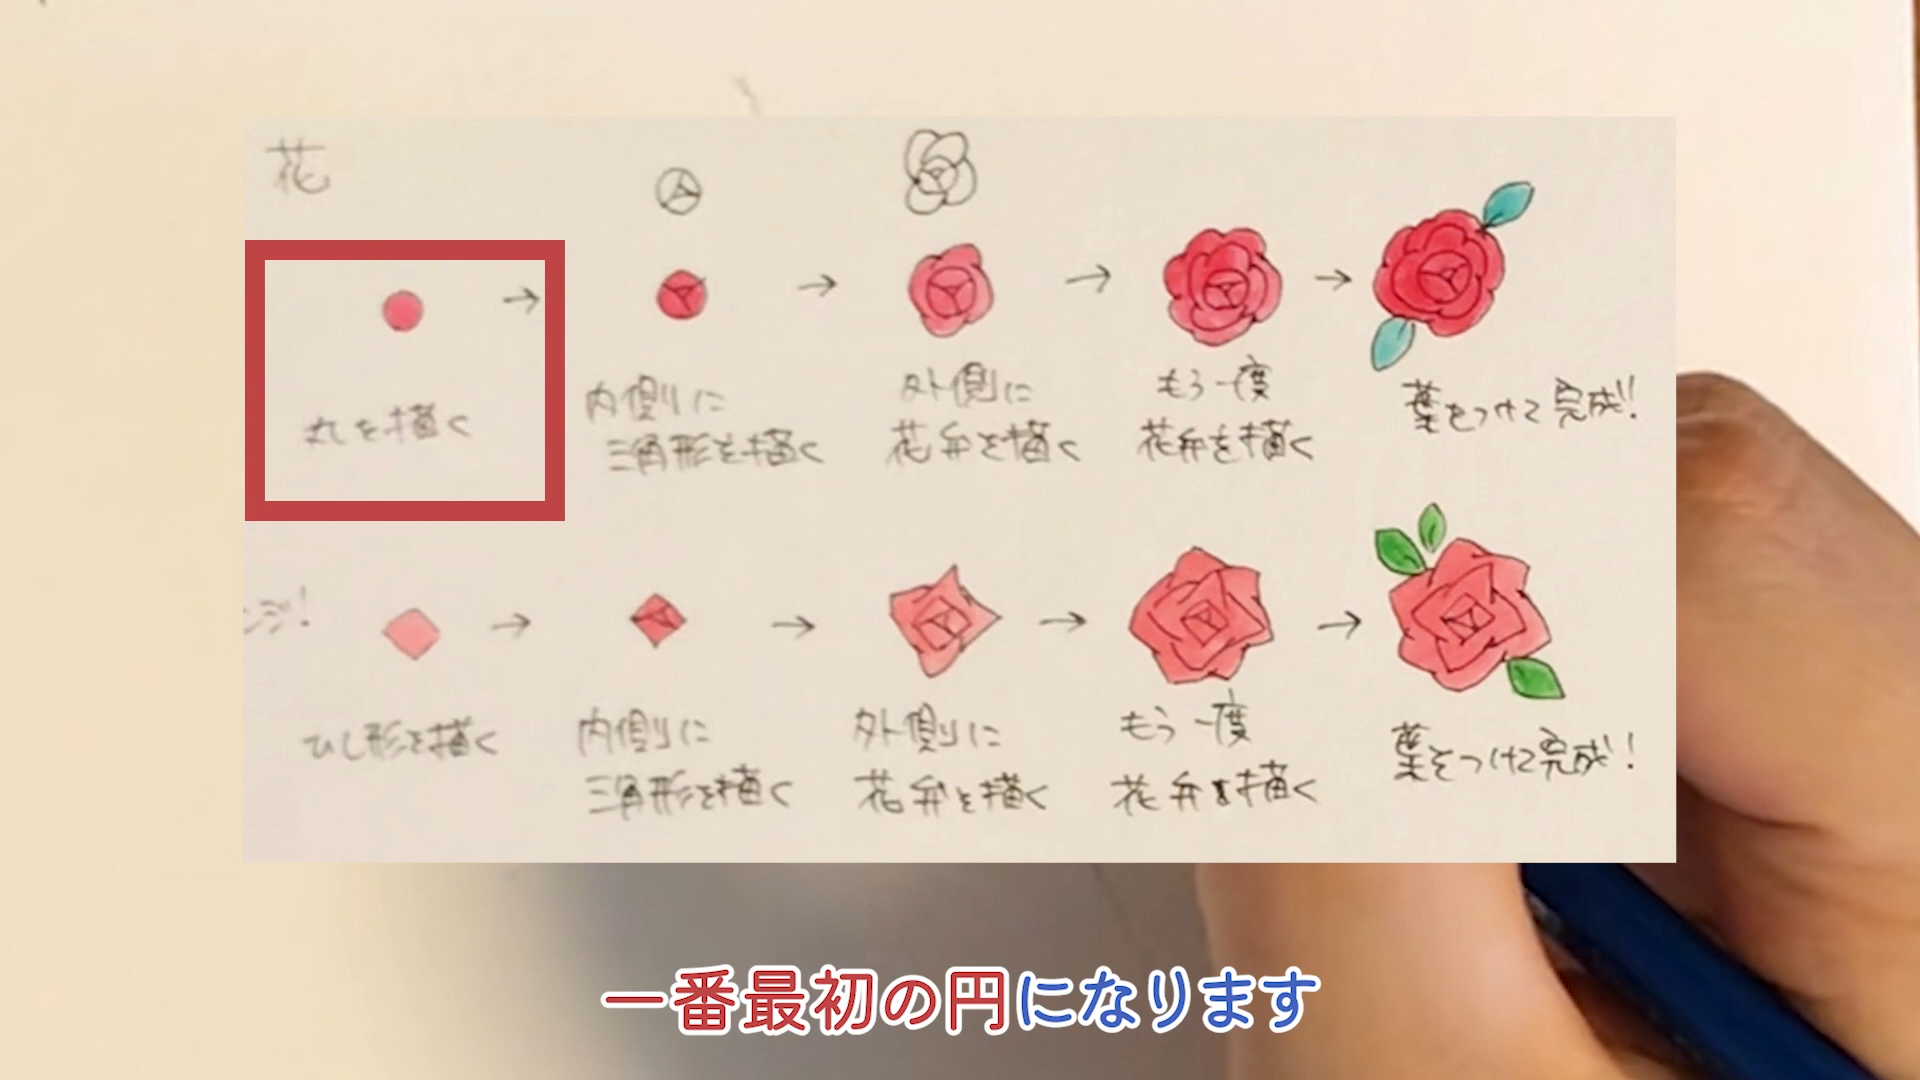 花
丸を描く
内側に
三角形を描く
外側に
花弁を描く
もう一度
花弁を描く
葉をつけて完成!!
ンジ!
ひし形を描く
内側に
三角形を描く
外側に
花弁を描く
もう一度
花弁を描く
葉をつけて完成!
一番最初の円になります